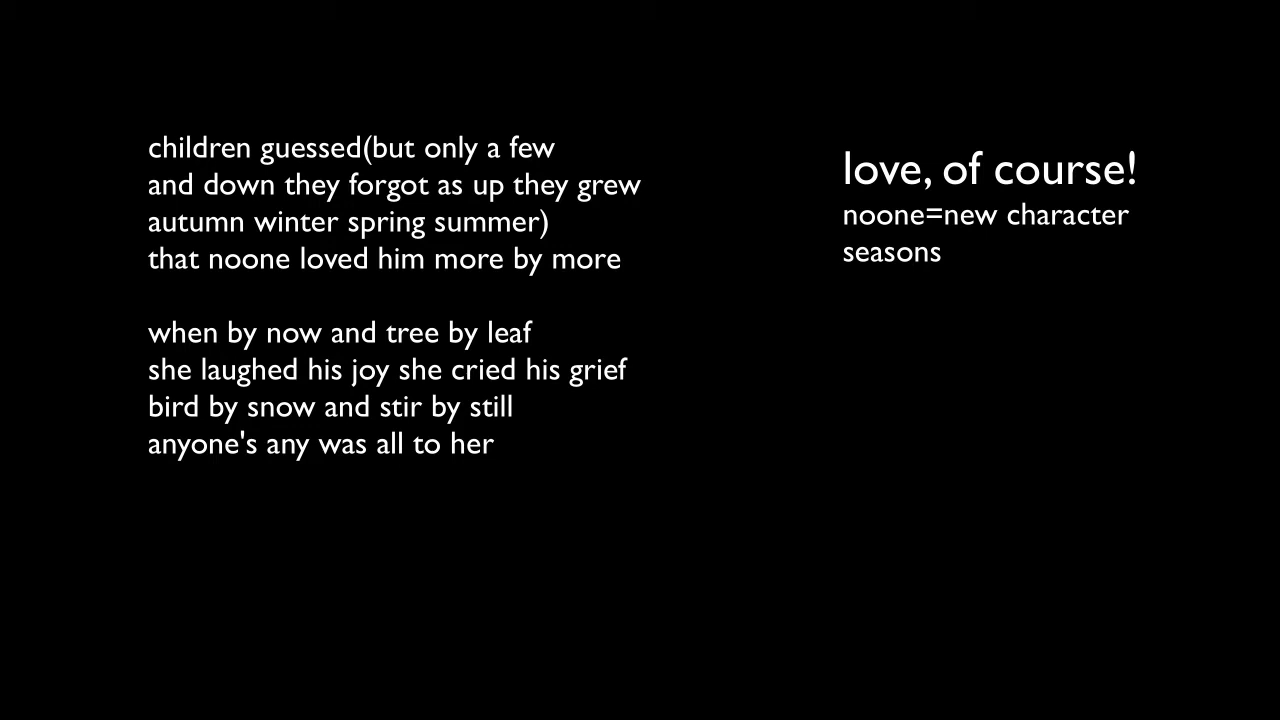 children guessed(but only a few
and down they forgot as up they grew
autumn winter spring summer)
that noone loved him more by more
when by now and tree by leaf
she laughed his joy she cried his grief
bird by snow and stir by still
anyone's any was all to her
love, of course!
noone=new character
seasons